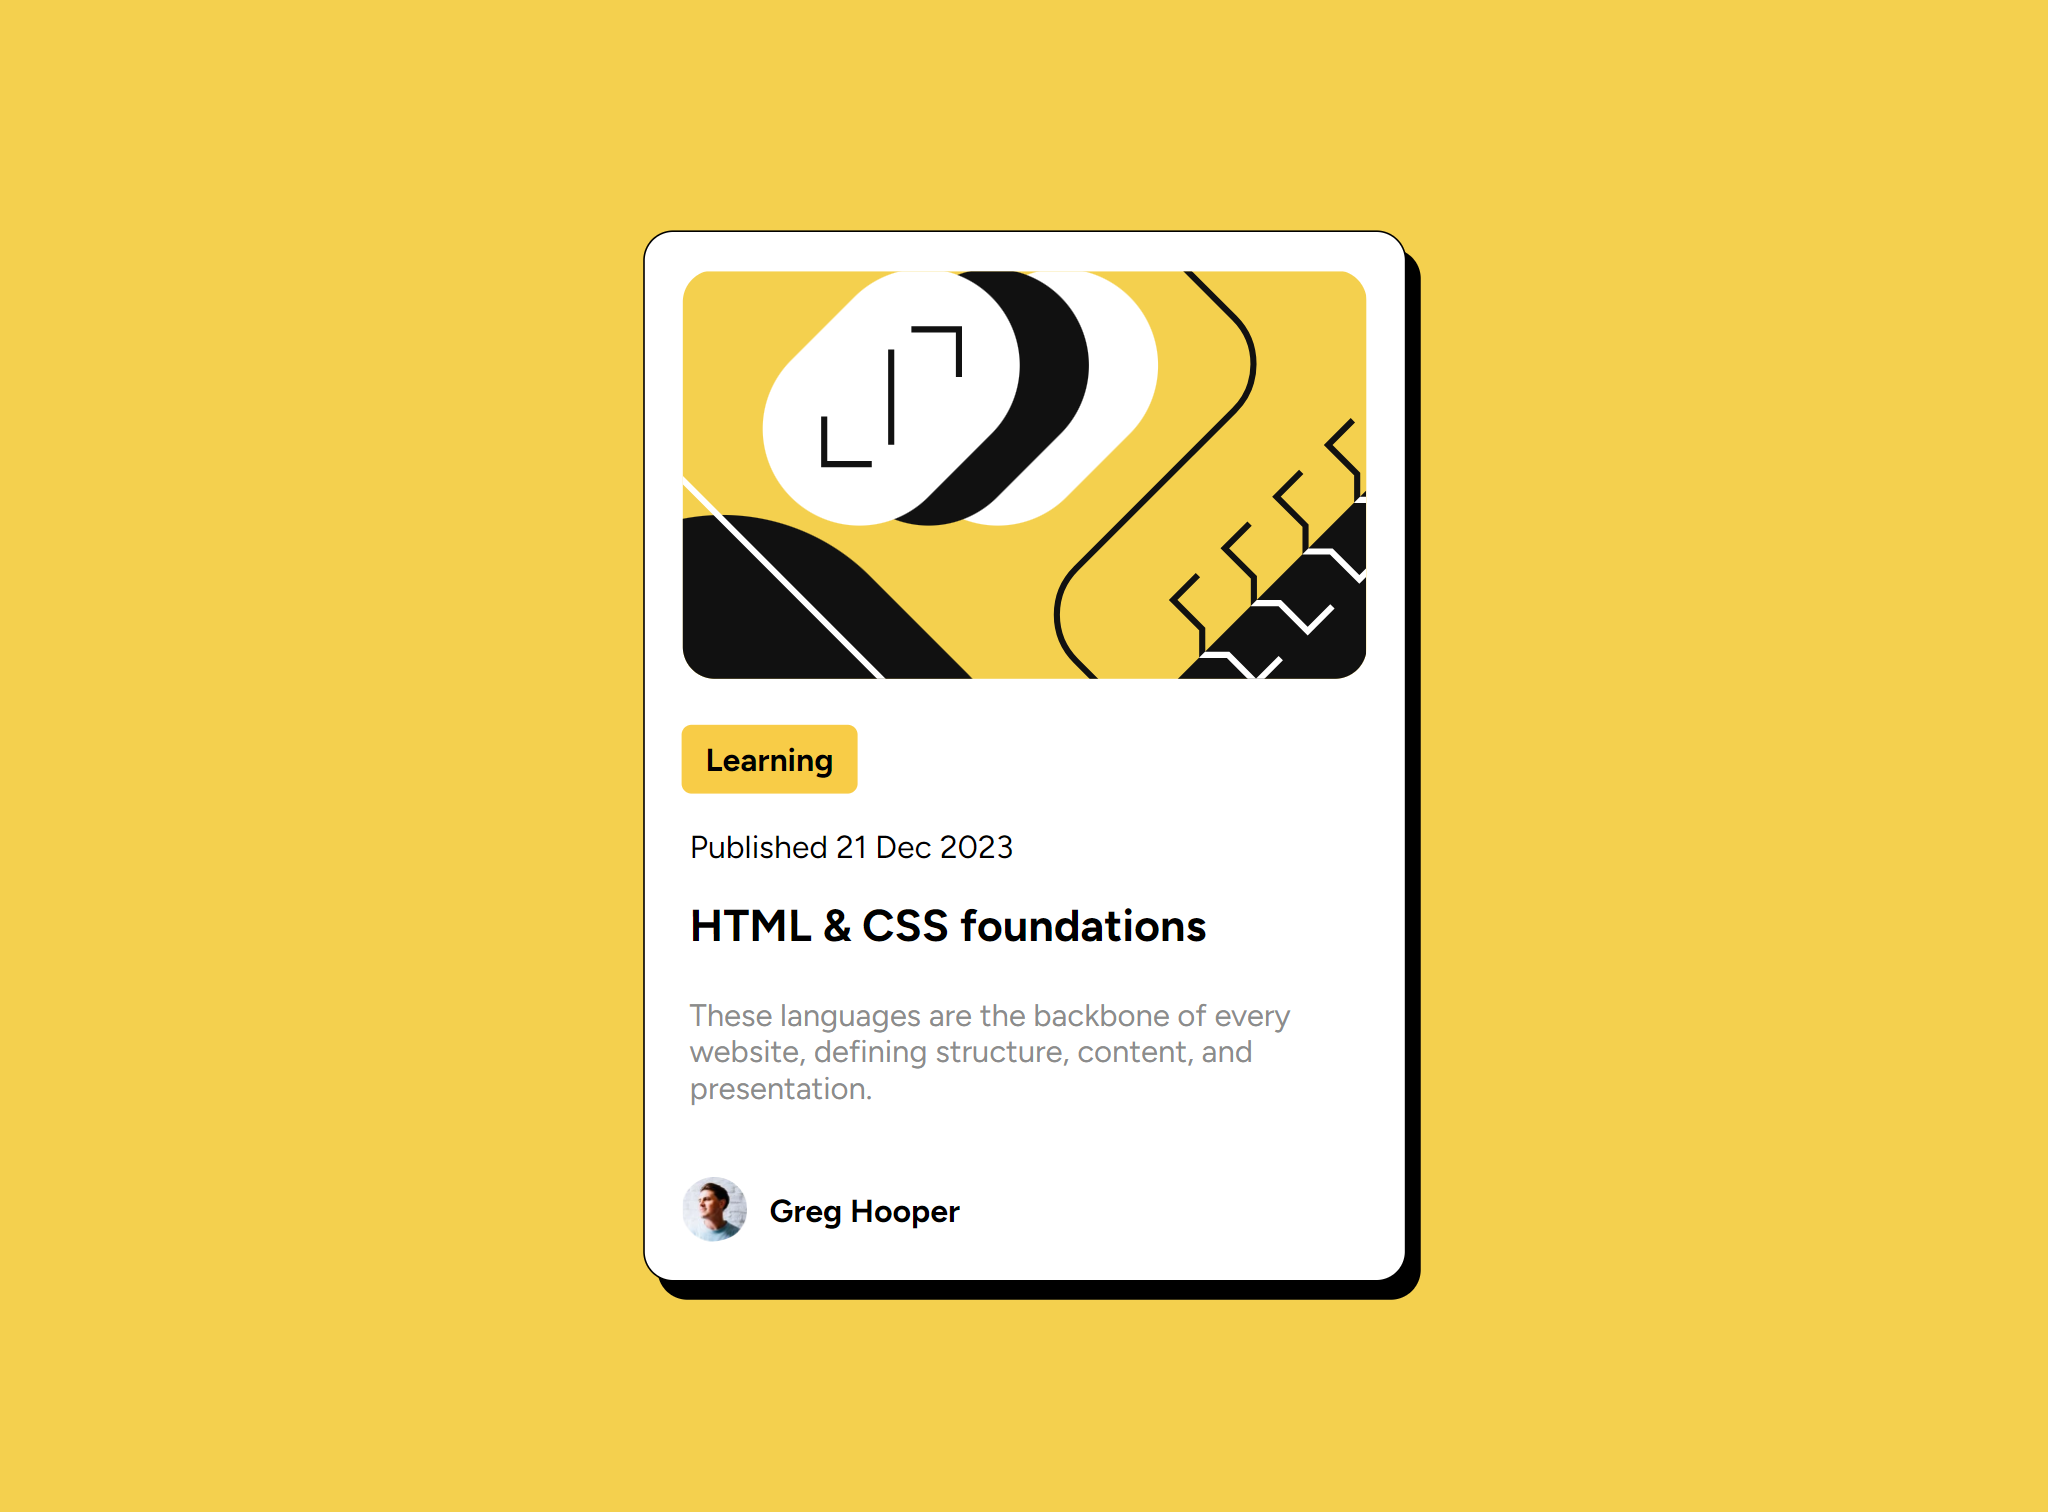 Learning
Published 21 Dec 2023
HTML & CSS foundations
These languages are the backbone of every
website, defining structure, content, and
presentation.
Greg Hooper